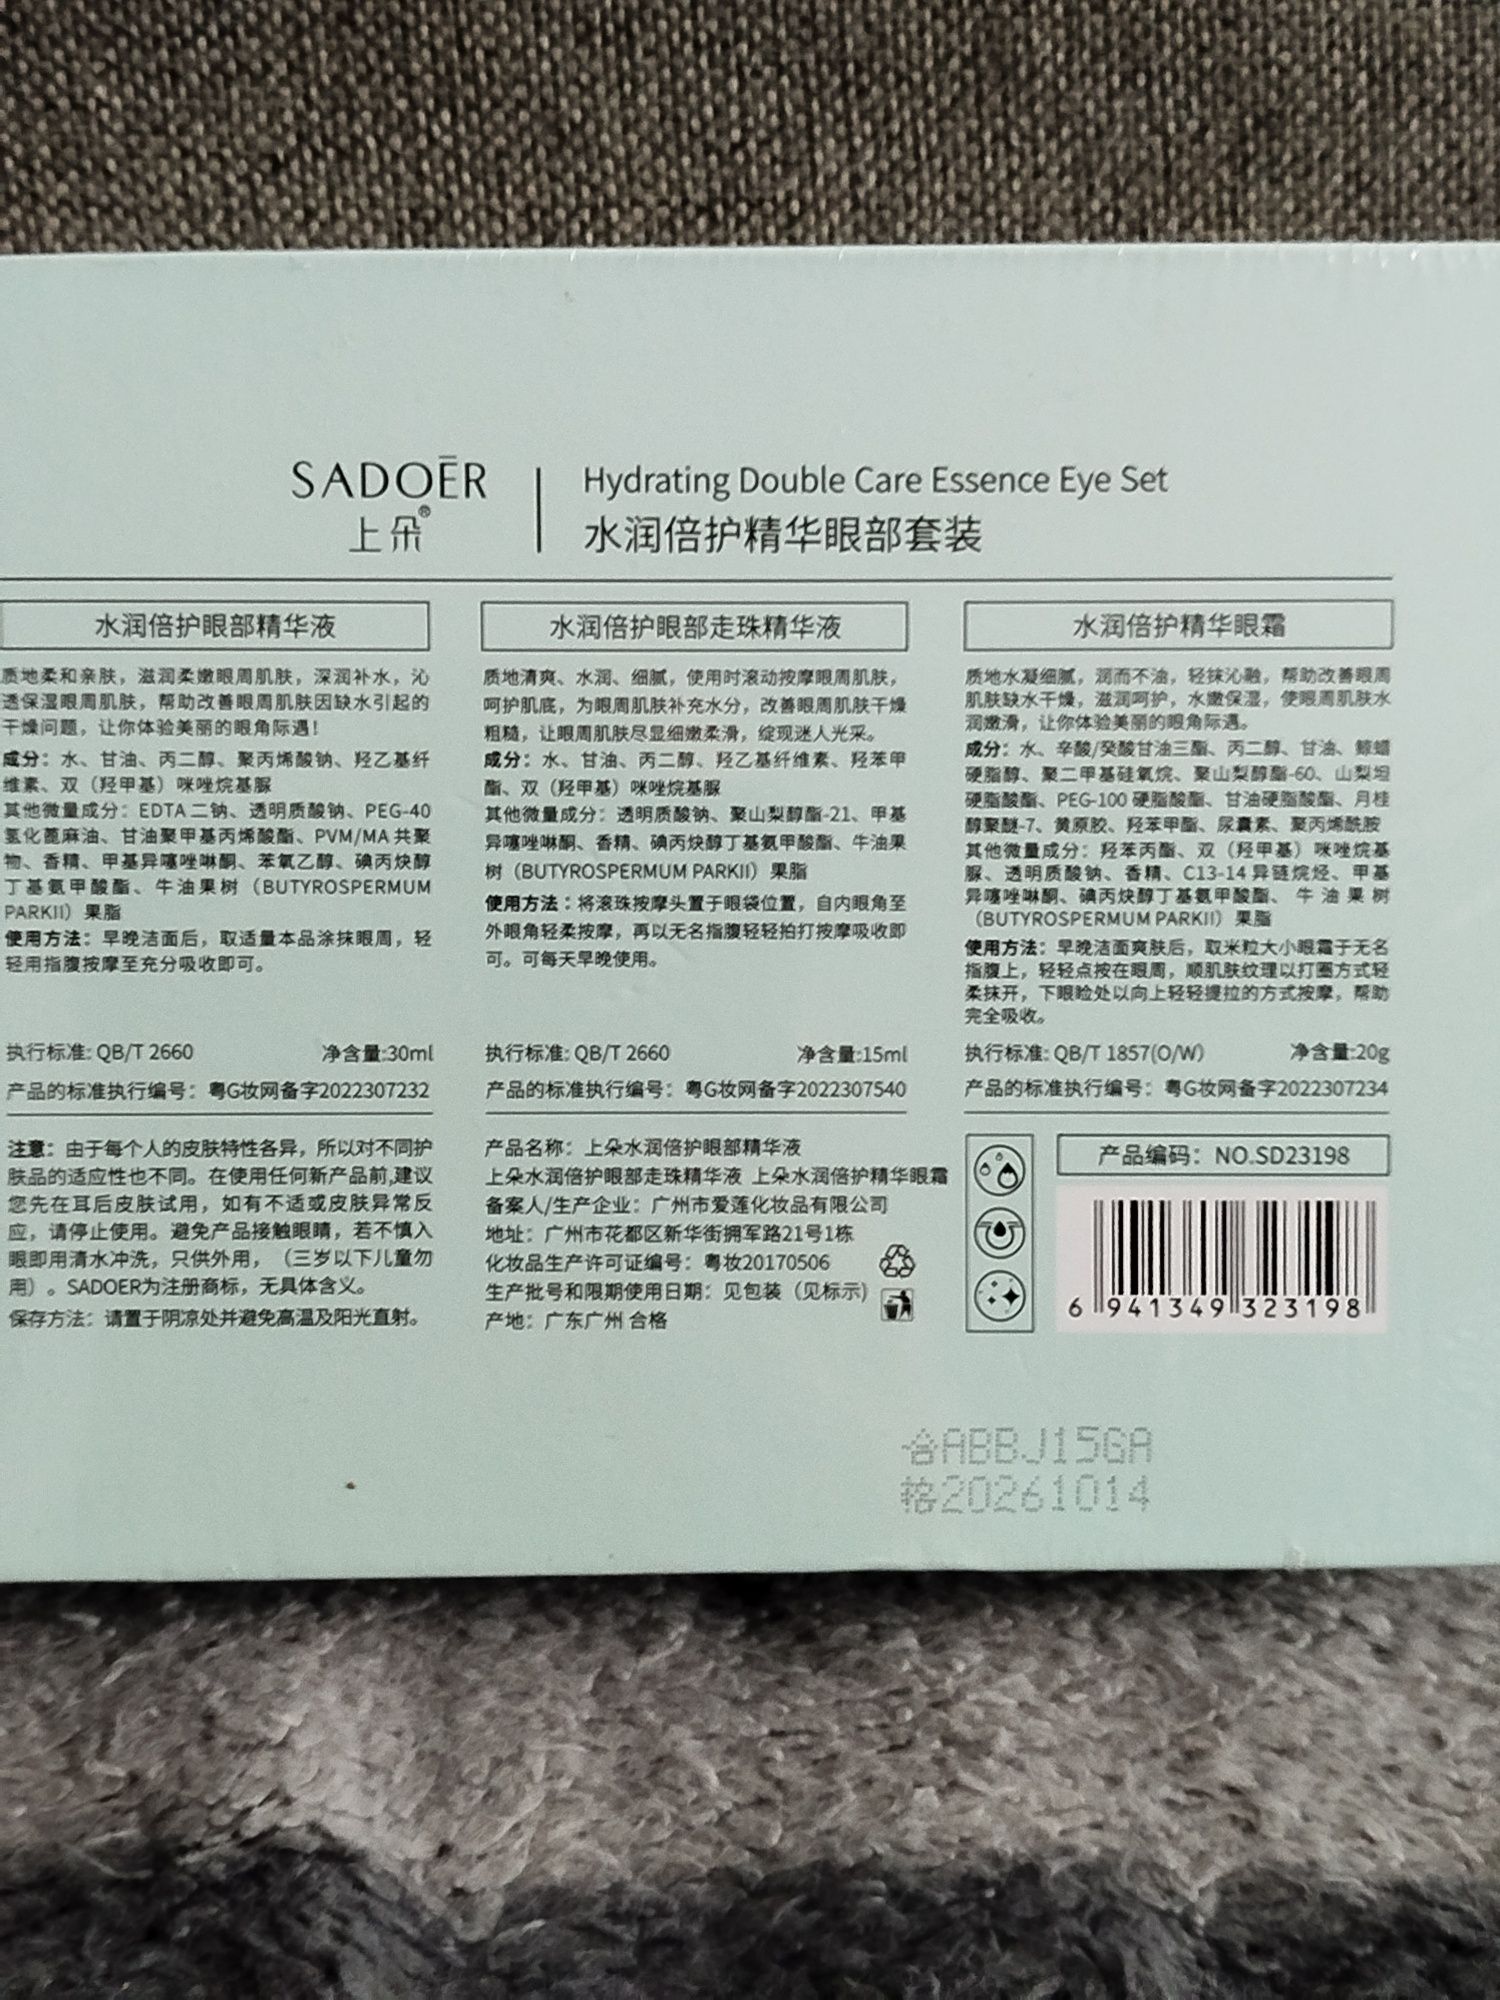 SADOĒR
上朵®
Hydrating Double Care Essence Eye Set
水润倍护精华眼部套装
水润倍护眼部精华液
质地柔和亲肤，滋润柔嫩眼周肌肤，深润补水，沁
透保湿眼周肌肤，帮助改善眼周肌肤因缺水引起的
干燥问题，让你体验美丽的眼角际遇！
成分：水、甘油、丙二醇、聚丙烯酸钠、羟乙基纤
维素、双（羟甲基）咪唑烷基脲
其他微量成分：EDTA 二钠、透明质酸钠、PEG-40
氢化蓖麻油、甘油聚甲基丙烯酸酯、PVM/MA 共聚
物、香精、甲基异噻唑啉酮、苯氧乙醇、碘丙炔醇
丁基氨甲酸酯、牛油果树（BUTYROSPERMUM
PARKII）果脂
使用方法：早晚洁面后，取适量本品涂抹眼周，轻
轻用指腹按摩至充分吸收即可。
执行标准: QB/T 2660 净含量:30ml
产品的标准执行编号：粤G妆网备字2022307232
水润倍护眼部走珠精华液
质地清爽、水润、细腻，使用时滚动按摩眼周肌肤，
呵护肌底，为眼周肌肤补充水分，改善眼周肌肤干燥
粗糙，让眼周肌肤尽显细嫩柔滑，绽现迷人光采。
成分：水、甘油、丙二醇、羟乙基纤维素、羟苯甲
酯、双（羟甲基）咪唑烷基脲
其他微量成分：透明质酸钠、聚山梨醇酯-21、甲基
异噻唑啉酮、香精、碘丙炔醇丁基氨甲酸酯、牛油果
树（BUTYROSPERMUM PARKII）果脂
使用方法：将滚珠按摩头置于眼袋位置，自内眼角至
外眼角轻柔按摩，再以无名指腹轻轻拍打按摩吸收即
可。可每天早晚使用。
执行标准: QB/T 2660 净含量:15ml
产品的标准执行编号：粤G妆网备字2022307540
水润倍护精华眼霜
质地水凝细腻，润而不油，轻抹沁融，帮助改善眼周
肌肤缺水干燥，滋润呵护，水嫩保湿，使眼周肌肤水
润嫩滑，让你体验美丽的眼角际遇。
成分：水、辛酸/癸酸甘油三酯、丙二醇、甘油、鲸蜡
硬脂醇、聚二甲基硅氧烷、聚山梨醇酯-60、山梨坦
硬脂酸酯、PEG-100 硬脂酸酯、甘油硬脂酸酯、月桂
醇聚醚-7、黄原胶、羟苯甲酯、尿囊素、聚丙烯酰胺
其他微量成分：羟苯丙酯、双（羟甲基）咪唑烷基
脲、透明质酸钠、香精、C13-14 异链烷烃、甲基
异噻唑啉酮、碘丙炔醇丁基氨甲酸酯、牛油果树
（BUTYROSPERMUM PARKII）果脂
使用方法：早晚洁面爽肤后，取米粒大小眼霜于无名
指腹上，轻轻点按在眼周，顺肌肤纹理以打圈方式轻
柔抹开，下眼睑处以向上轻轻提拉的方式按摩，帮助
完全吸收。
执行标准: QB/T 1857(O/W) 净含量:20g
产品的标准执行编号：粤G妆网备字2022307234
注意：由于每个人的皮肤特性各异，所以对不同护
肤品的适应性也不同。在使用任何新产品前,建议
您先在耳后皮肤试用，如有不适或皮肤异常反
应，请停止使用。避免产品接触眼睛，若不慎入
眼即用清水冲洗，只供外用，（三岁以下儿童勿
用）。SADOER为注册商标，无具体含义。
保存方法：请置于阴凉处并避免高温及阳光直射。
产品名称：上朵水润倍护眼部精华液
上朵水润倍护眼部走珠精华液 上朵水润倍护精华眼霜
备案人/生产企业：广州市爱莲化妆品有限公司
地址：广州市花都区新华街拥军路21号1栋
化妆品生产许可证编号：粤妆20170506
生产批号和限期使用日期：见包装（见标示）
产地：广东广州 合格
产品编码：NO.SD23198
6 941349 323198
合ABBJ15GA
格20261014